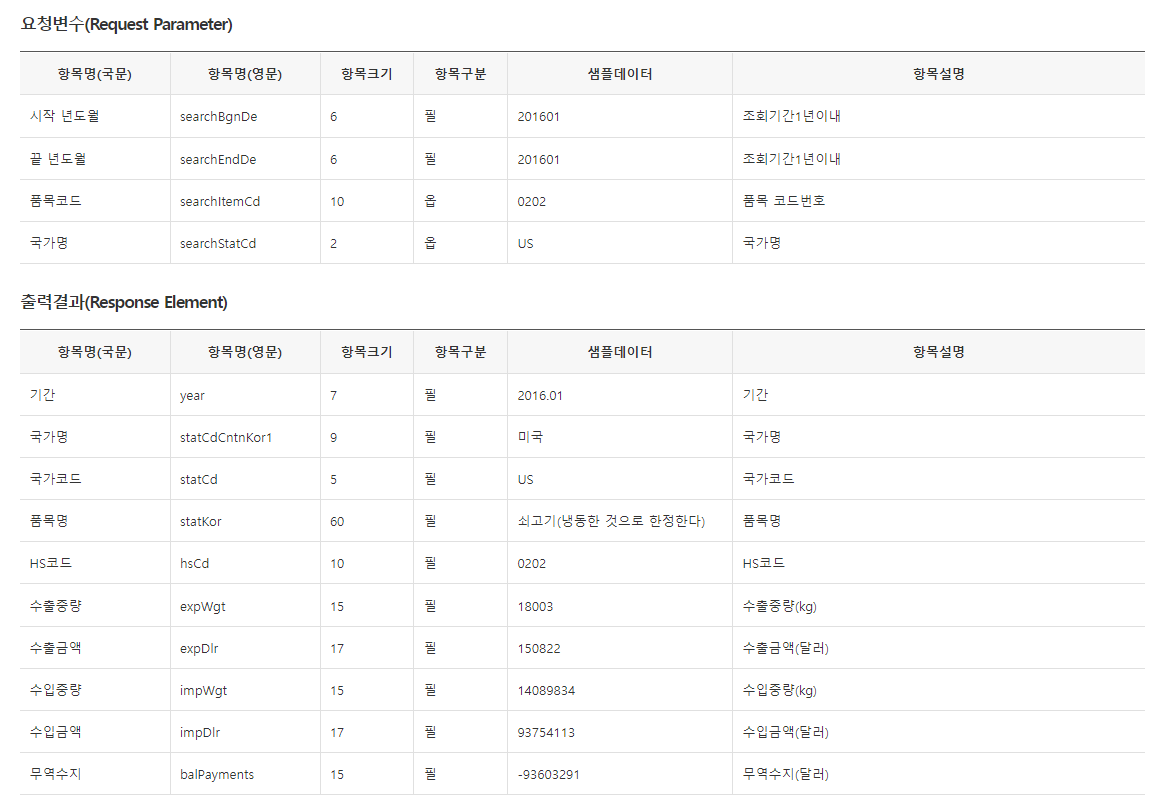 요청변수(Request Parameter)
항목명(국문) 항목명(영문) 항목크기 항목구분 샘플데이터 항목설명
시작 년도월 searchBgnDe 6 필 201601 조회기간1년이내
끝 년도월 searchEndDe 6 필 201601 조회기간1년이내
품목코드 searchItemCd 10 옵 0202 품목 코드번호
국가명 searchStatCd 2 옵 US 국가명
출력결과(Response Element)
항목명(국문) 항목명(영문) 항목크기 항목구분 샘플데이터 항목설명
기간 year 7 필 2016.01 기간
국가명 statCdCntnKor1 9 필 미국 국가명
국가코드 statCd 5 필 US 국가코드
품목명 statKor 60 필 쇠고기(냉동한 것으로 한정한다) 품목명
HS코드 hsCd 10 필 0202 HS코드
수출중량 expWgt 15 필 18003 수출중량(kg)
수출금액 expDlr 17 필 150822 수출금액(달러)
수입중량 impWgt 15 필 14089834 수입중량(kg)
수입금액 impDlr 17 필 93754113 수입금액(달러)
무역수지 balPayments 15 필 -93603291 무역수지(달러)